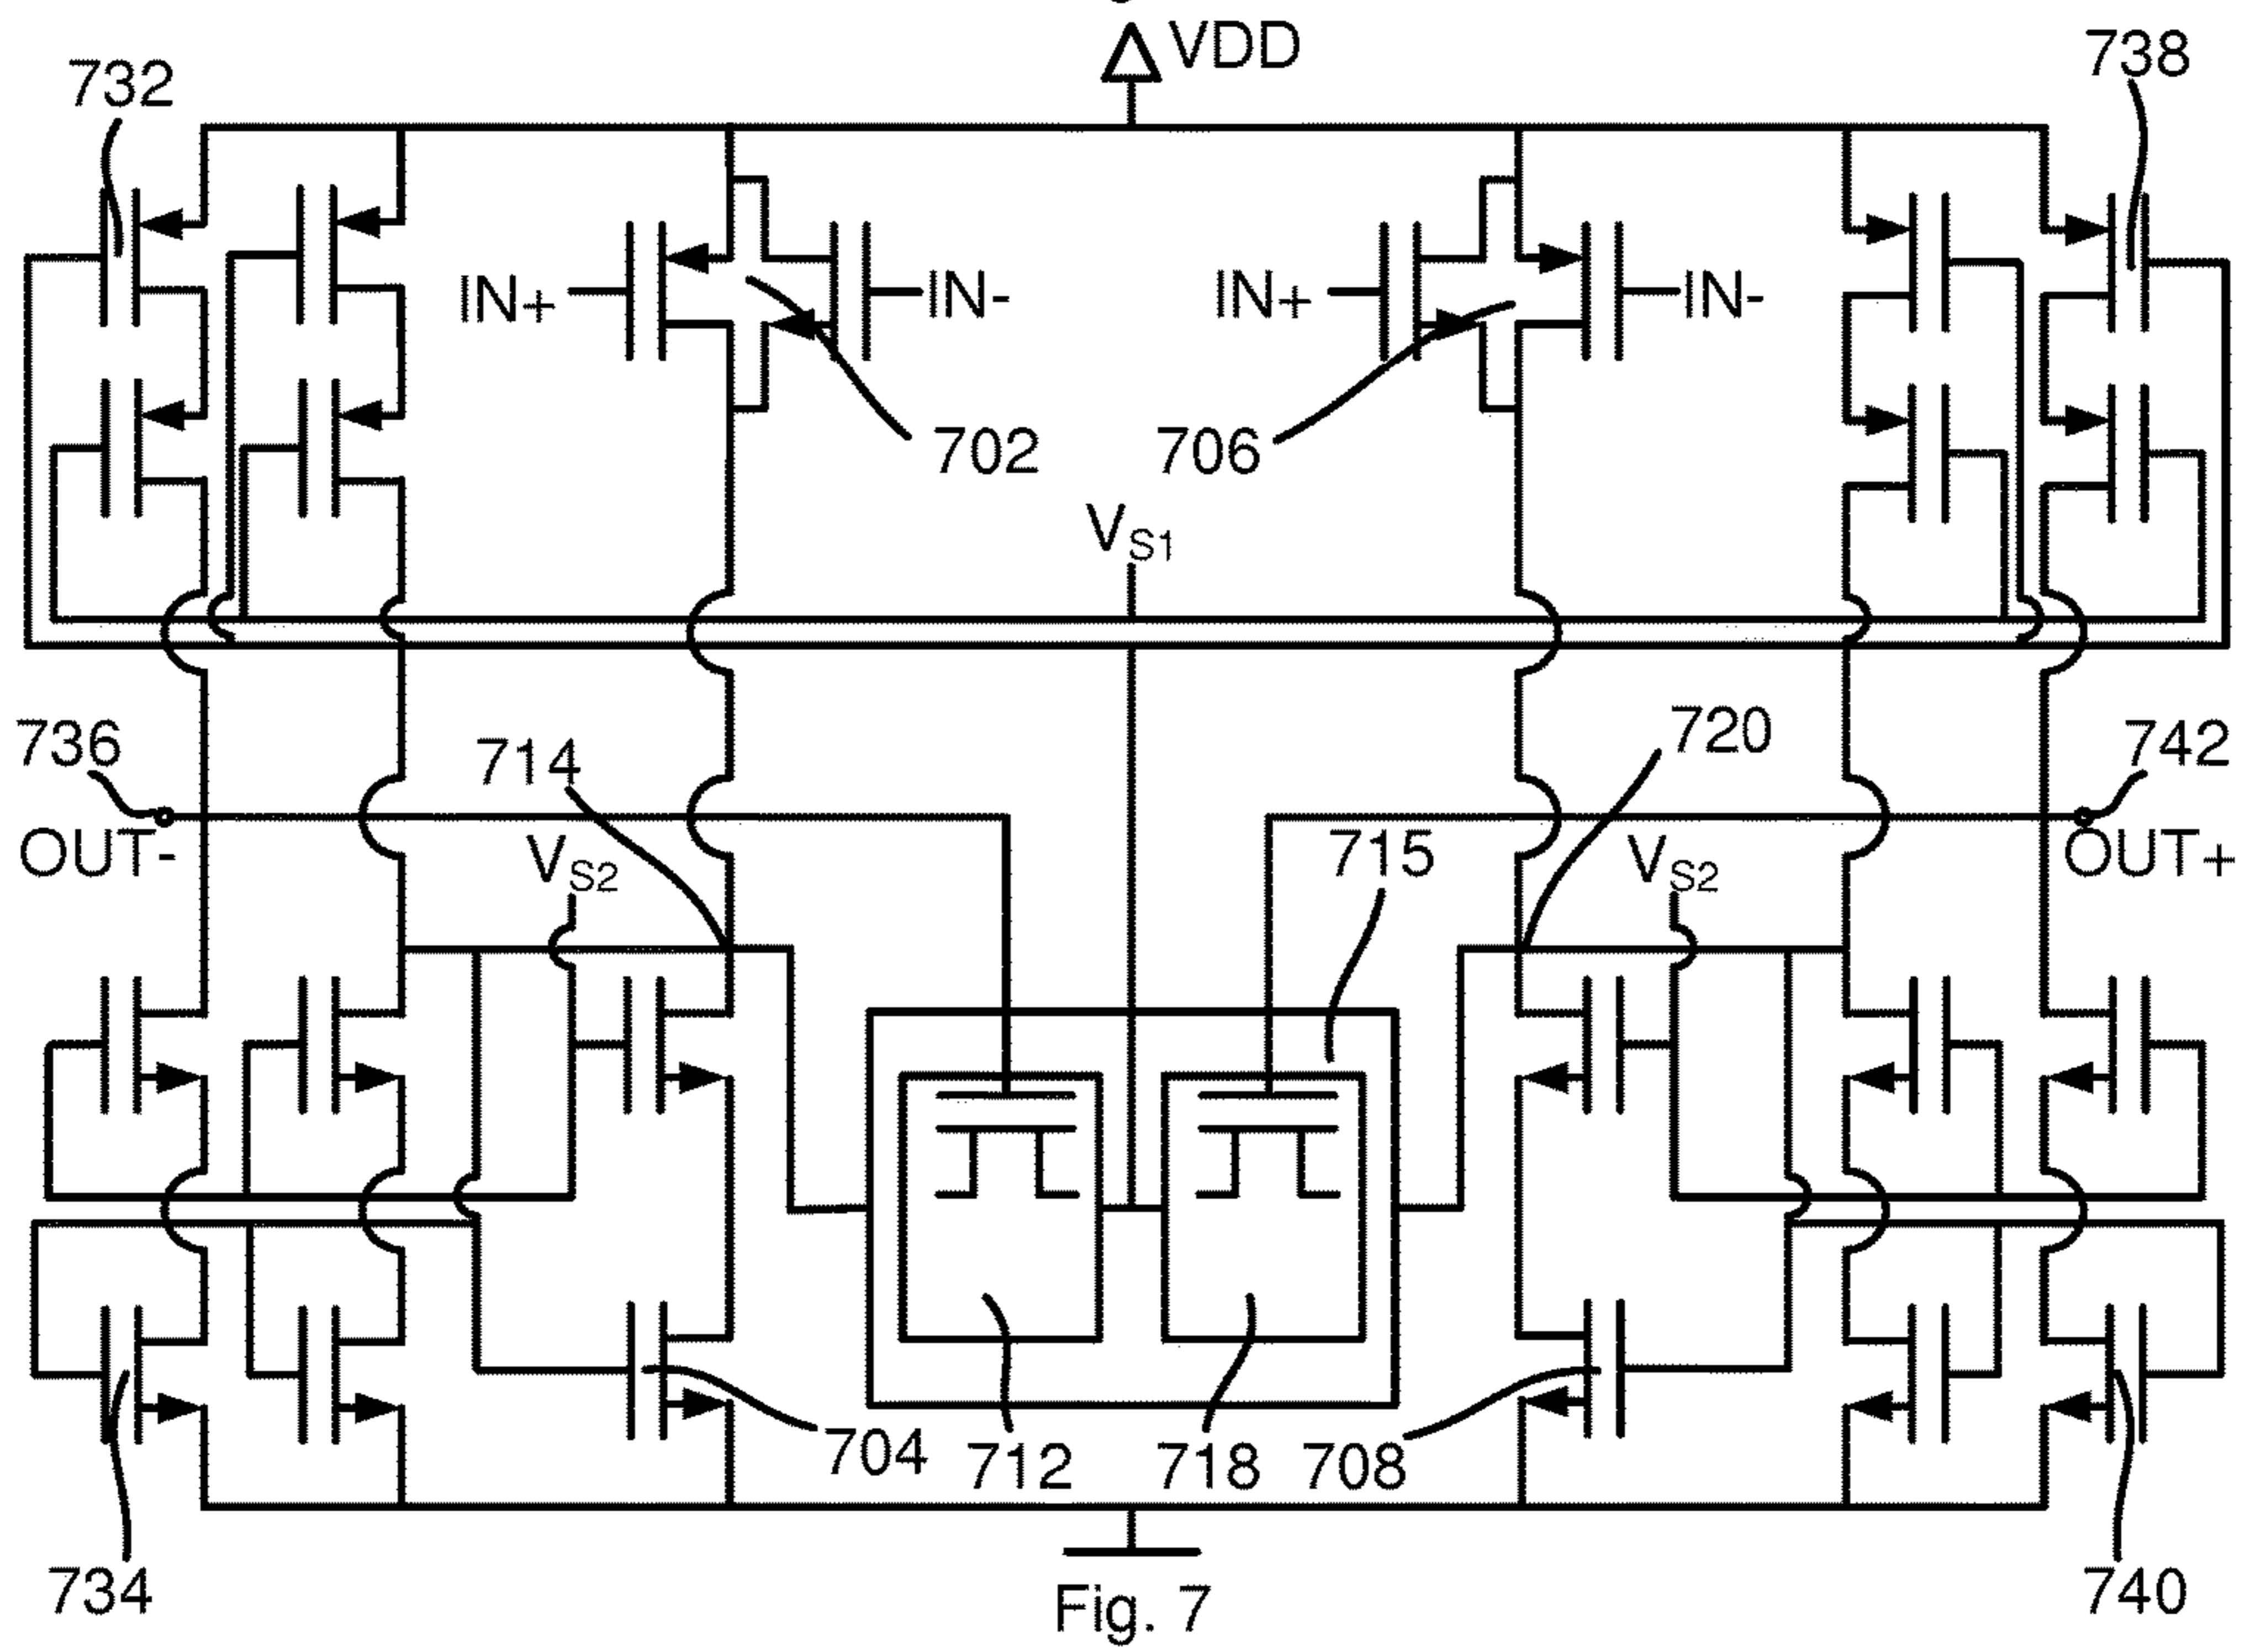 VDD
732
738
IN+
IN-
IN+
IN-
702
706
VS1
736
714
720
742
OUT-
VS2
715
VS2
OUT+
704
712
718
708
734
740
Fig. 7